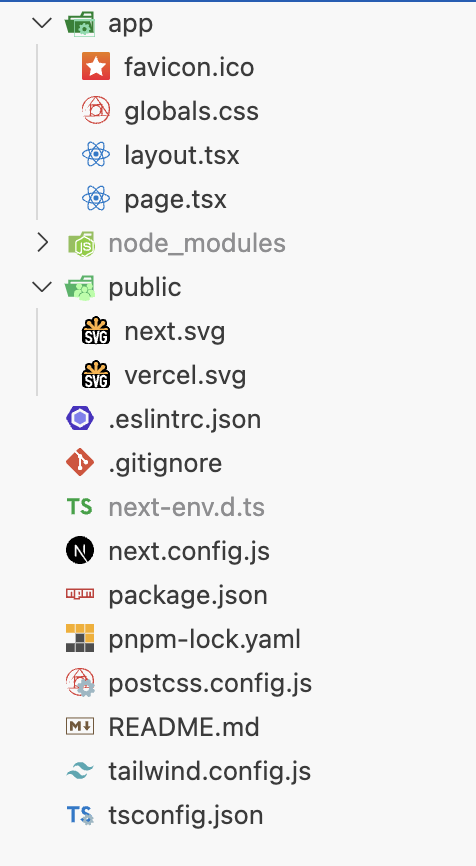 app
favicon.ico
globals.css
layout.tsx
page.tsx
node_modules
public
SVG next.svg
SVG vercel.svg
.eslintrc.json
.gitignore
TS next-env.d.ts
N next.config.js
npm package.json
pnpm-lock.yaml
postcss.config.js
M README.md
tailwind.config.js
TS tsconfig.json